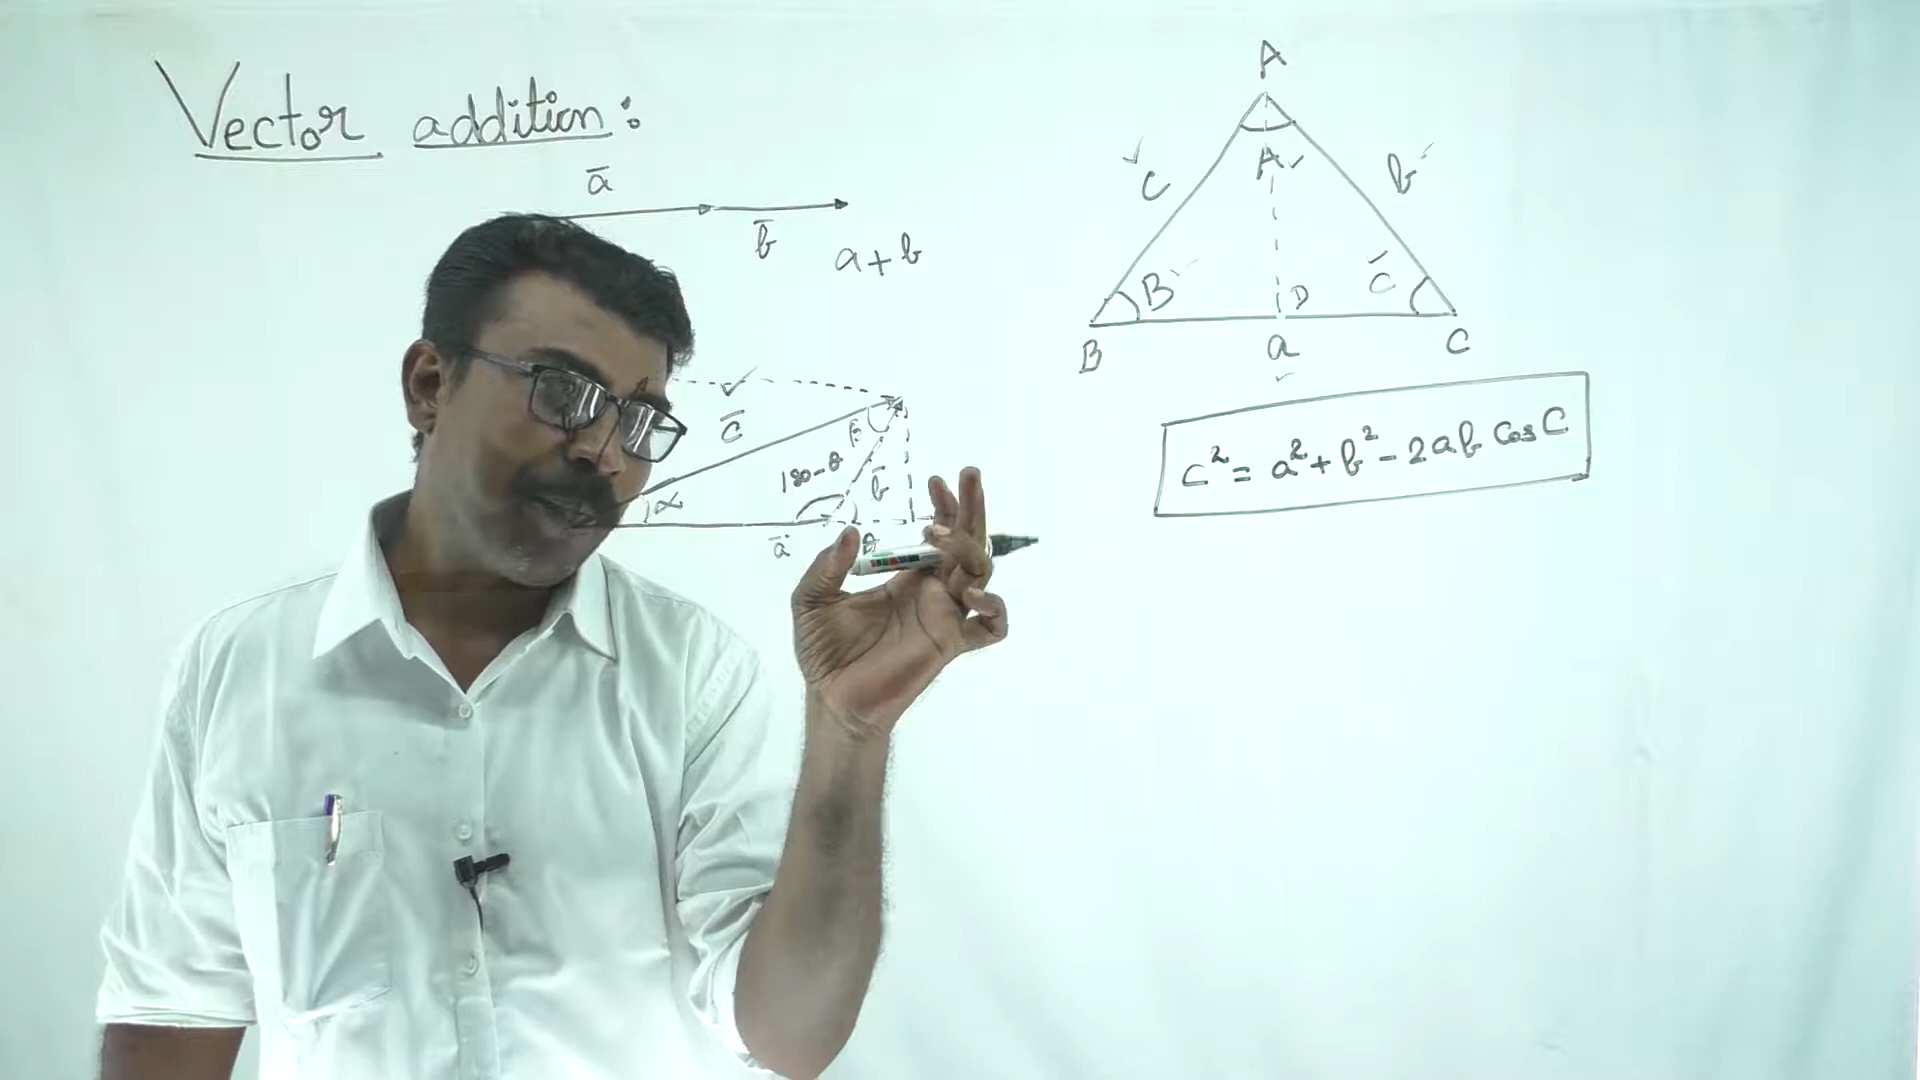 Vector addition:
a̅
b̅
a+b
c̅
β
180-θ
b̅
α
a̅
θ
A
A
c
b
B
D
C̅
B
a
C
c² = a² + b² - 2ab Cos C